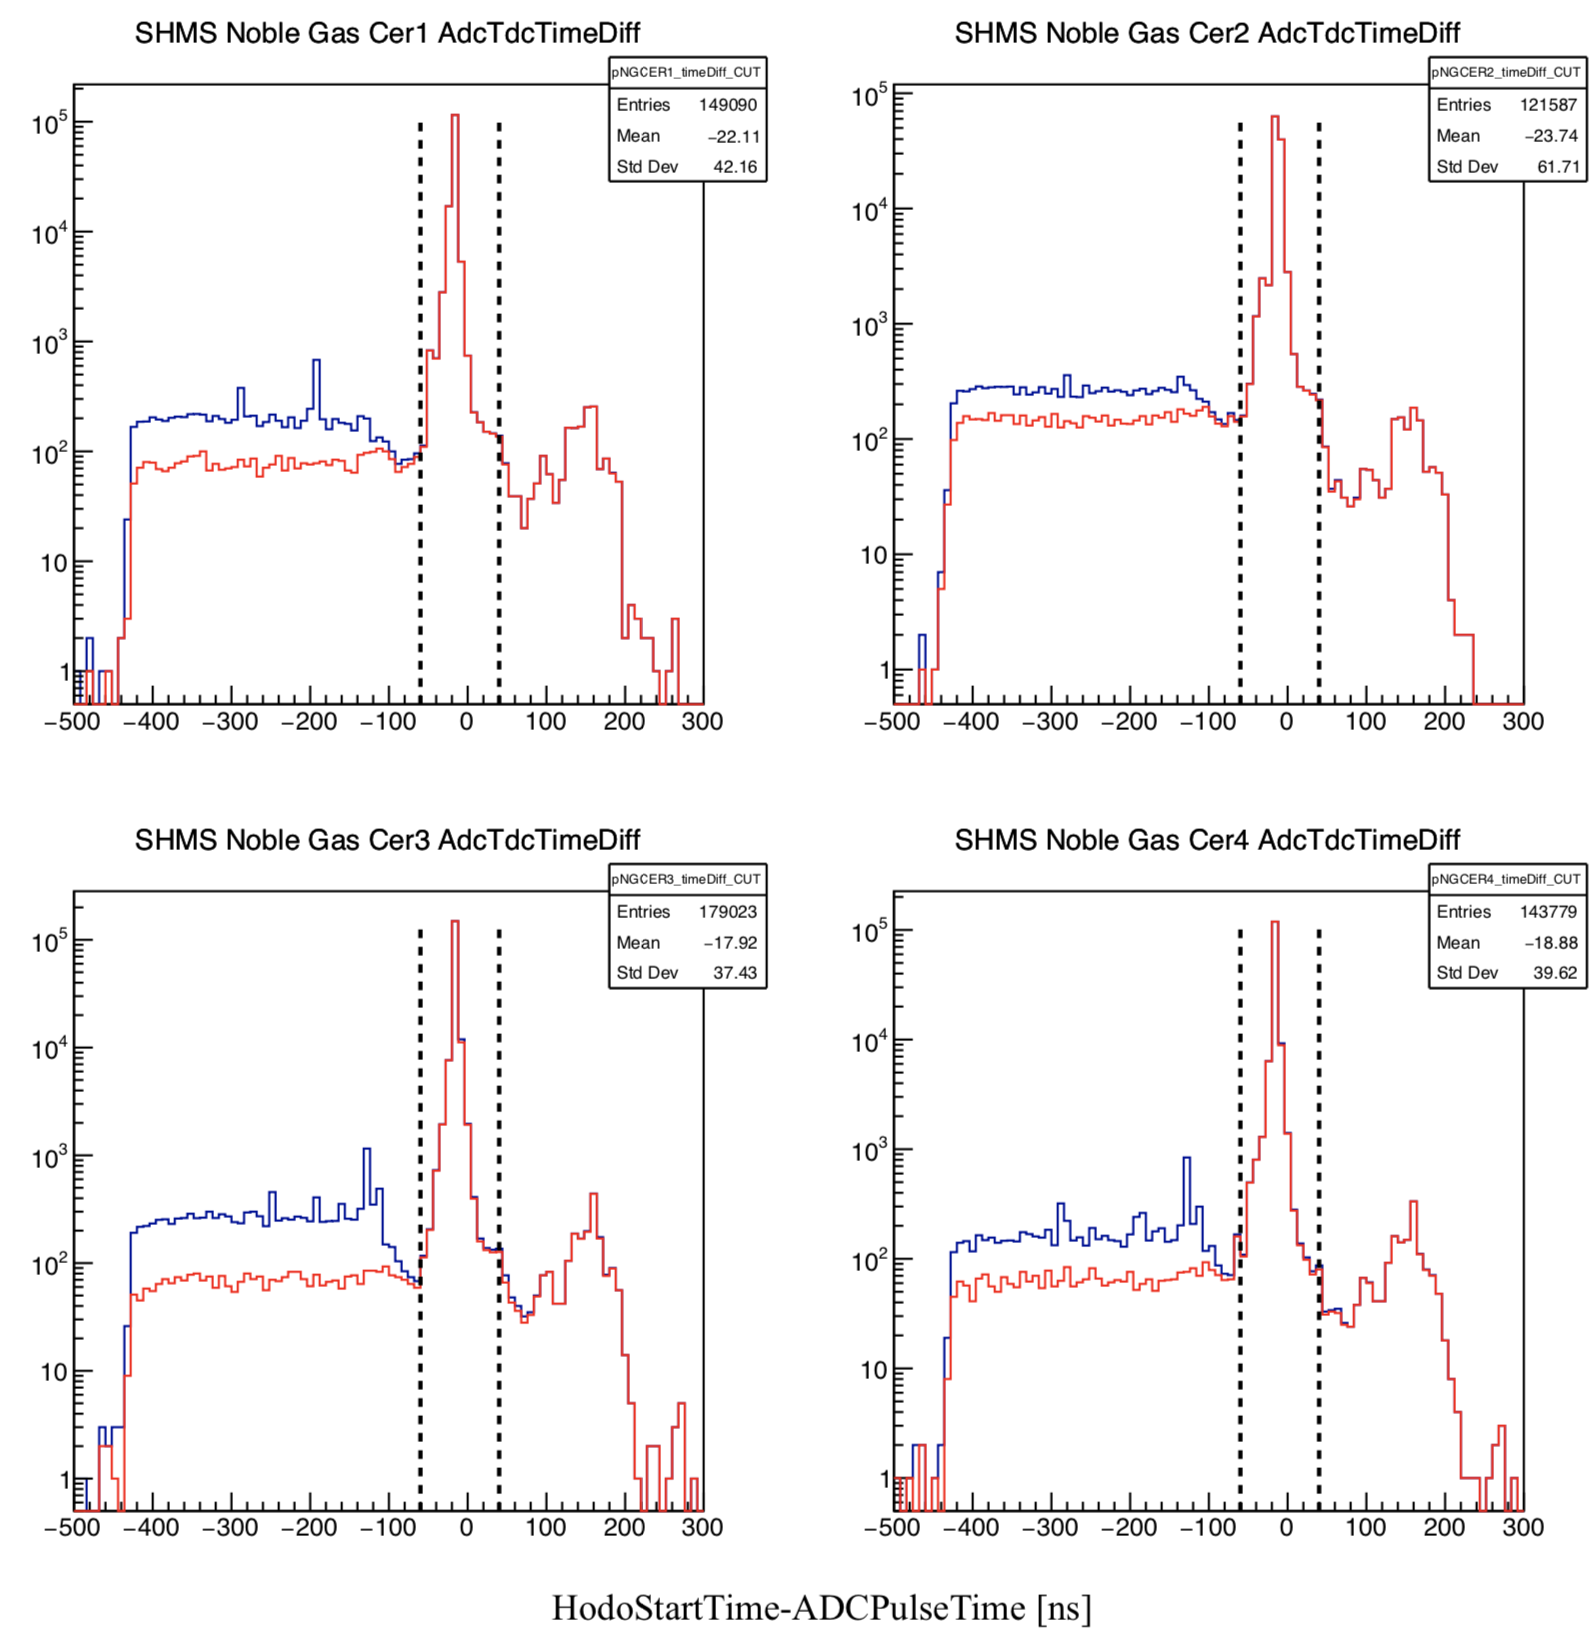 SHMS Noble Gas Cer1 AdcTdcTimeDiff
pNGCER1_timeDiff_CUT
Entries 149090
Mean −22.11
Std Dev 42.16
10^5
10^4
10^3
10^2
10
1
−500 −400 −300 −200 −100 0 100 200 300
SHMS Noble Gas Cer2 AdcTdcTimeDiff
pNGCER2_timeDiff_CUT
Entries 121587
Mean −23.74
Std Dev 61.71
10^5
10^4
10^3
10^2
10
1
−500 −400 −300 −200 −100 0 100 200 300
SHMS Noble Gas Cer3 AdcTdcTimeDiff
pNGCER3_timeDiff_CUT
Entries 179023
Mean −17.92
Std Dev 37.43
10^5
10^4
10^3
10^2
10
1
−500 −400 −300 −200 −100 0 100 200 300
SHMS Noble Gas Cer4 AdcTdcTimeDiff
pNGCER4_timeDiff_CUT
Entries 143779
Mean −18.88
Std Dev 39.62
10^5
10^4
10^3
10^2
10
1
−500 −400 −300 −200 −100 0 100 200 300
HodoStartTime-ADCPulseTime [ns]